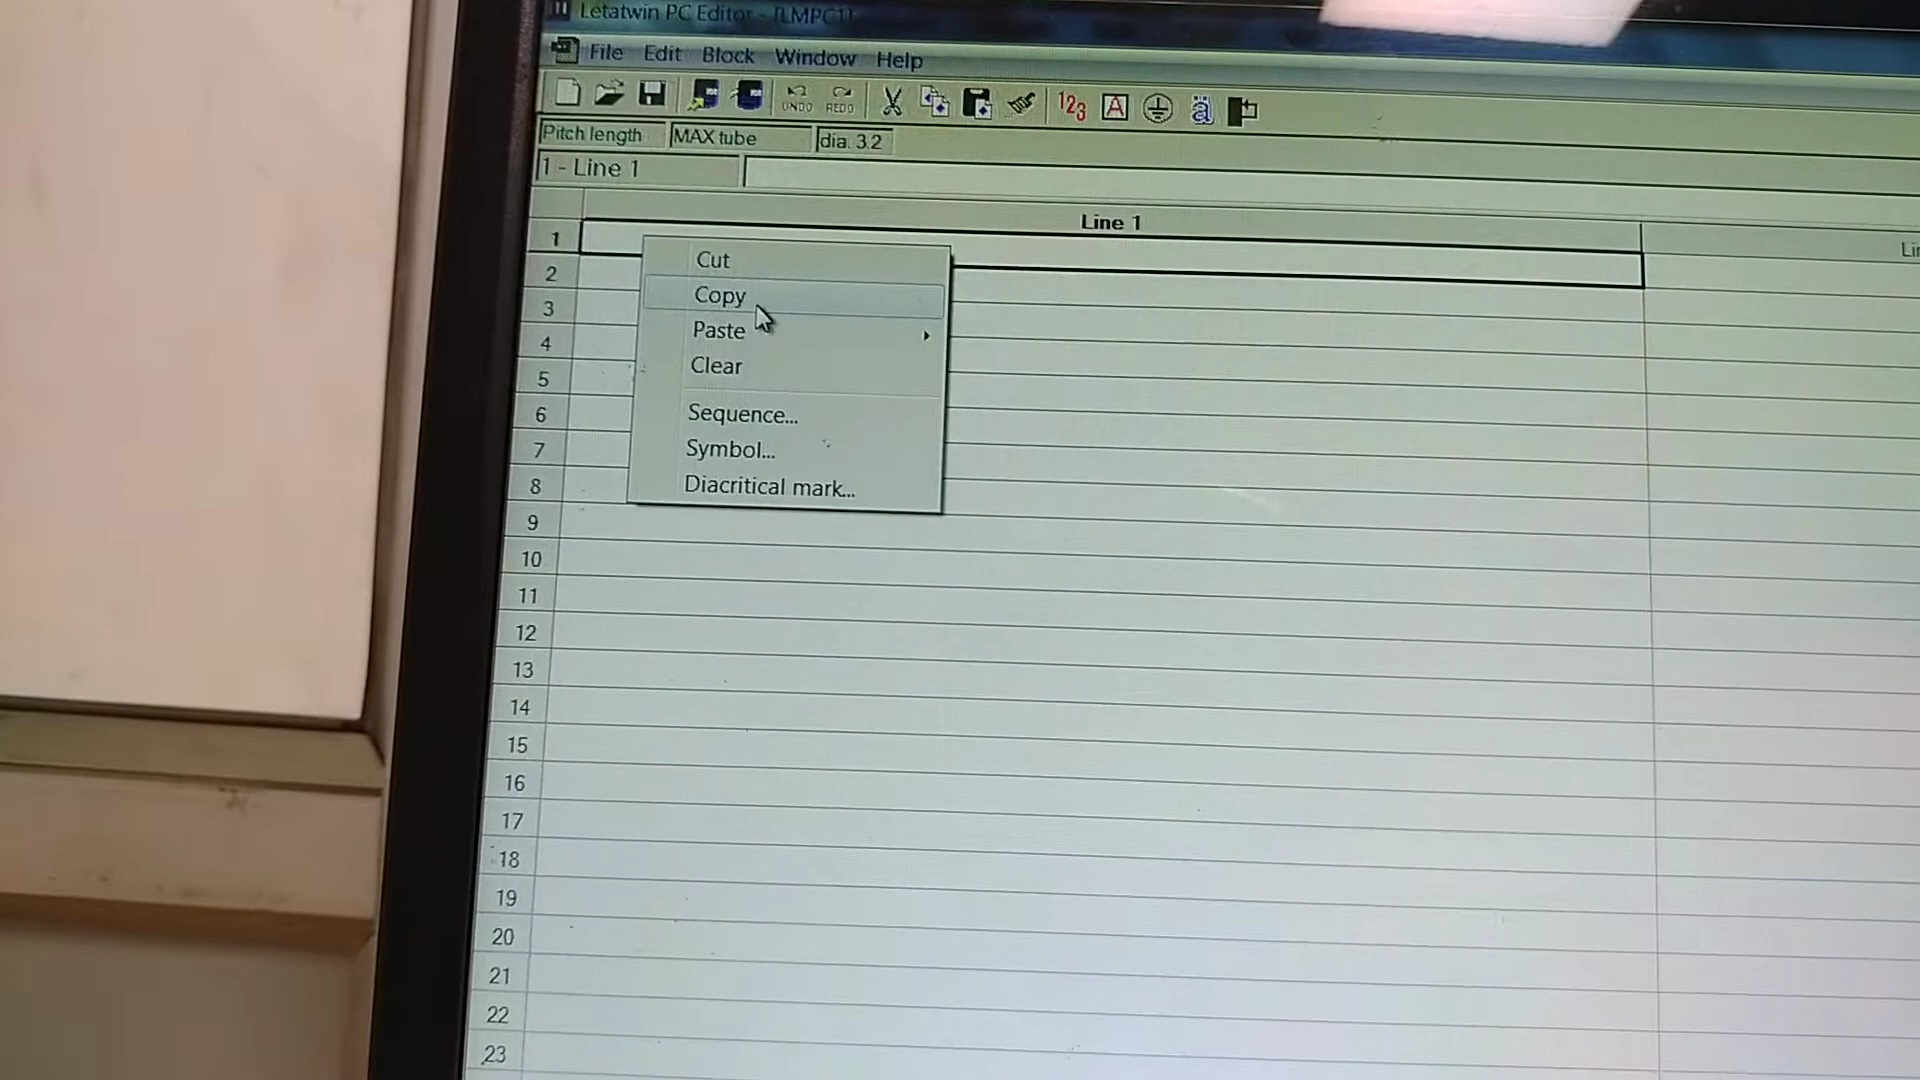 Letatwin PC Editor - [LMPC1]
File Edit Block Window Help
UNDO REDO 123 A ä
Pitch length MAX tube dia. 3.2
1 - Line 1
Line 1
1
2
3
4
5
6
7
8
9
10
11
12
13
14
15
16
17
18
19
20
21
22
23
Cut
Copy
Paste
Clear
Sequence...
Symbol...
Diacritical mark...